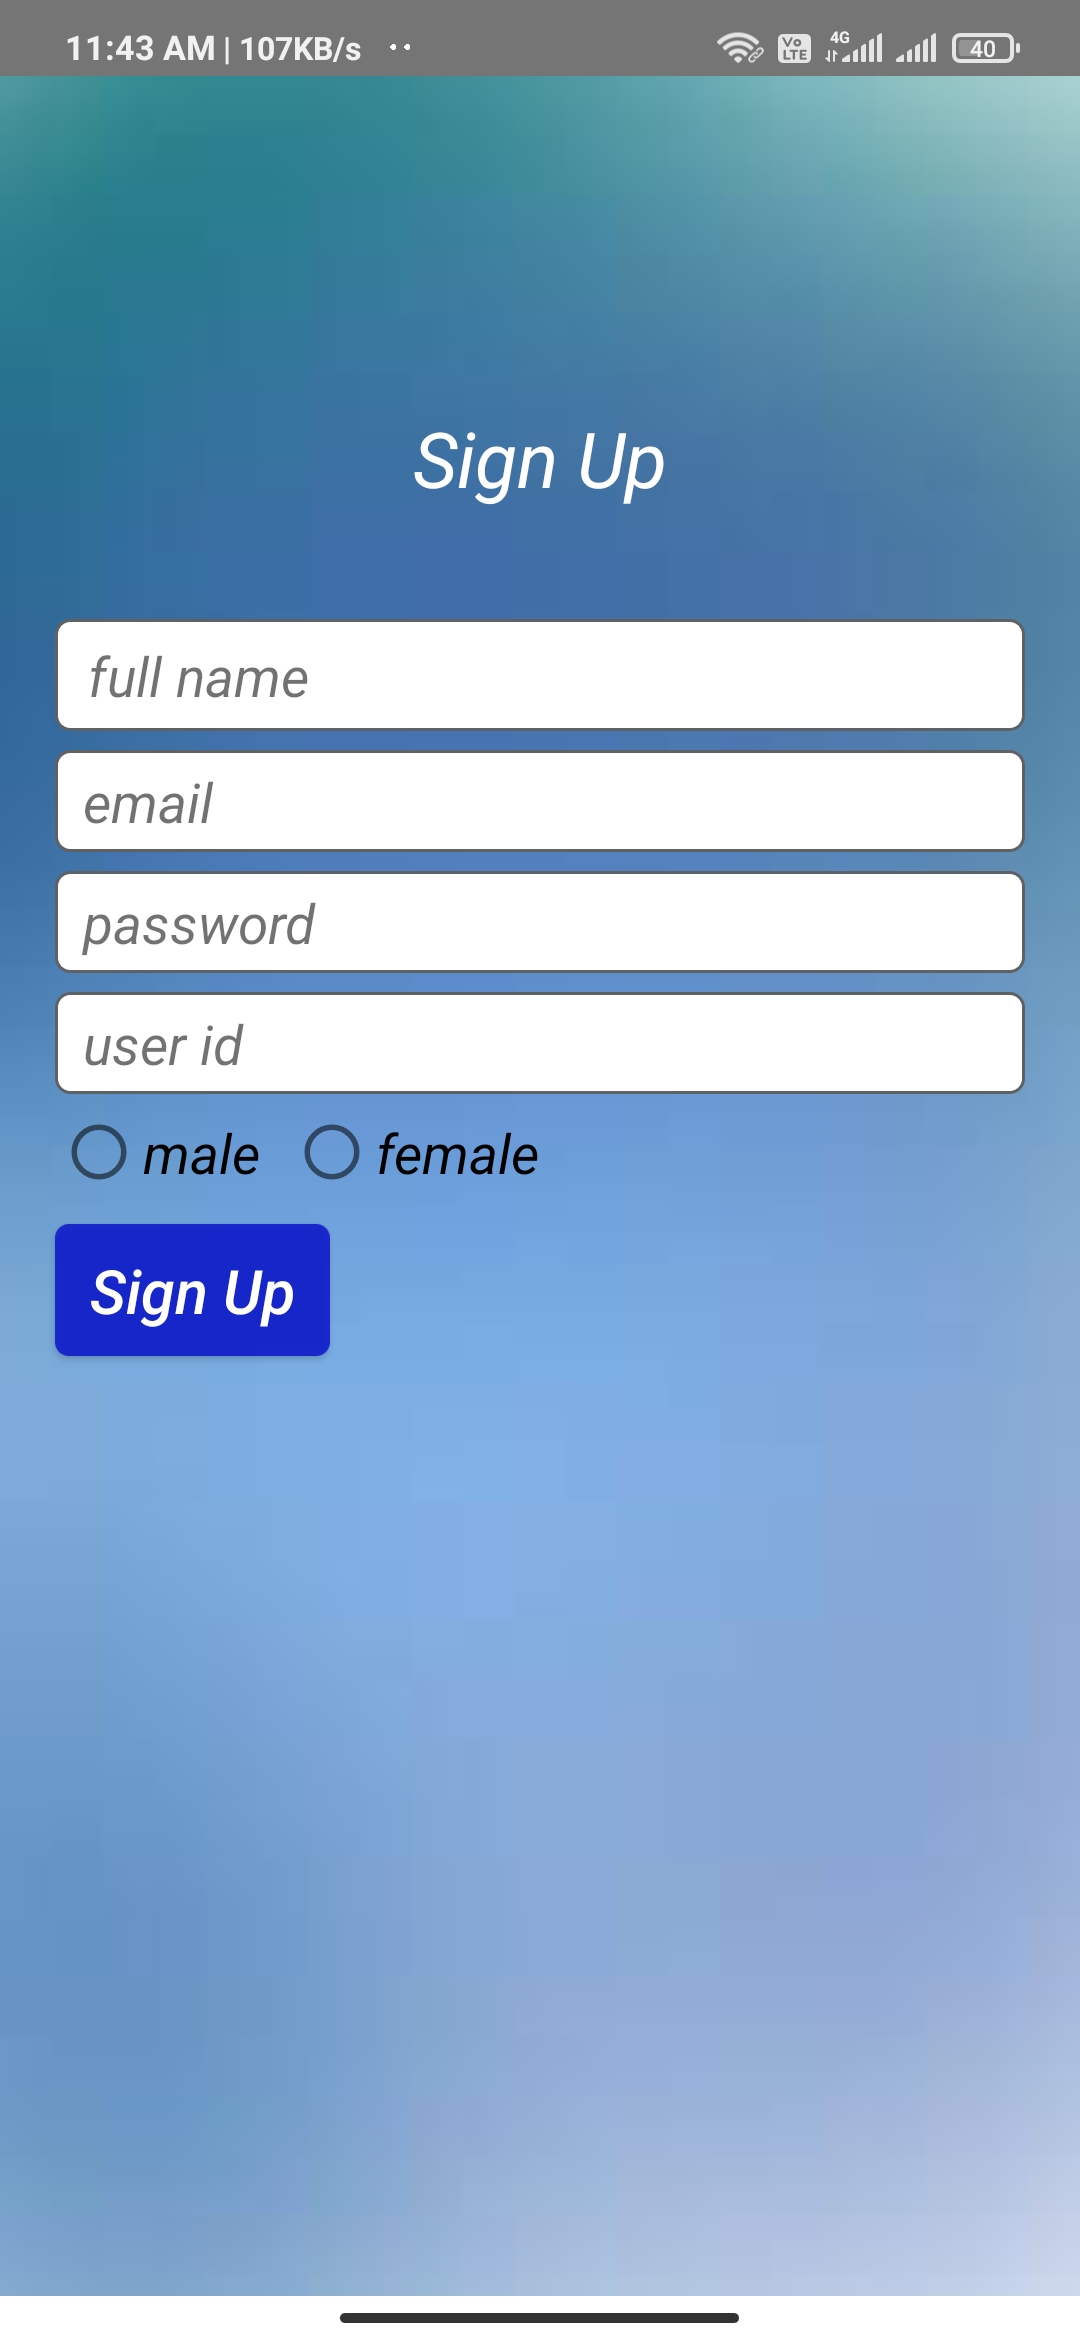 11:43 AM | 107KB/s
Vo LTE 4G 40
Sign Up
full name
email
password
user id
male female
Sign Up